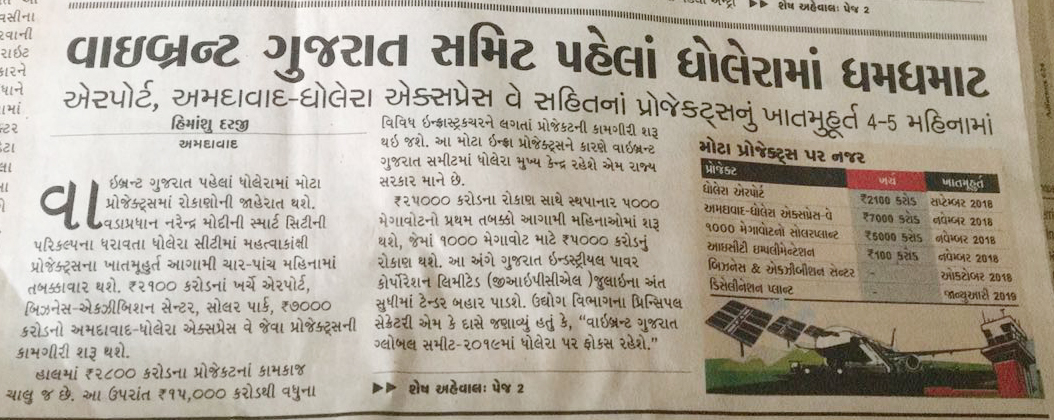 શેષ અહેવાલ: પેજ 2
વાઇબ્રન્ટ ગુજરાત સમિટ પહેલાં ધોલેરામાં ધમધમાટ
એરપોર્ટ, અમદાવાદ-ધોલેરા એક્સપ્રેસ વે સહિતનાં પ્રોજેક્ટ્સનું ખાતમુહૂર્ત 4-5 મહિનામાં
હિમાંશુ દરજી
અમદાવાદ
વાઇબ્રન્ટ ગુજરાત પહેલાં ધોલેરામાં મોટા
પ્રોજેક્ટ્સમાં રોકાણોની જાહેરાત થશે.
વડાપ્રધાન નરેન્દ્ર મોદીની સ્માર્ટ સિટીની
પરિકલ્પના ધરાવતા ધોલેરા સીટીમાં મહત્વાકાંક્ષી
પ્રોજેક્ટ્સના ખાતમુહૂર્ત આગામી ચાર-પાંચ મહિનામાં
તબક્કાવાર થશે. ₹૨૧૦૦ કરોડનાં ખર્ચે એરપોર્ટ,
બિઝનેસ-એક્ઝીબિશન સેન્ટર, સોલર પાર્ક, ₹૭૦૦૦
કરોડનો અમદાવાદ-ધોલેરા એક્સપ્રેસ વે જેવા પ્રોજેક્ટ્સની
કામગીરી શરૂ થશે.
હાલમાં ₹૨૮૦૦ કરોડના પ્રોજેક્ટનાં કામકાજ
ચાલુ જ છે. આ ઉપરાંત ₹૧૫,૦૦૦ કરોડથી વધુના
વિવિધ ઇન્ફ્રાસ્ટ્રક્ચરને લગતાં પ્રોજેક્ટની કામગીરી શરૂ
થઇ જશે. આ મોટા ઇન્ફ્રા પ્રોજેક્ટ્સને કારણે વાઇબ્રન્ટ
ગુજરાત સમીટમાં ધોલેરા મુખ્ય કેન્દ્ર રહેશે એમ રાજ્ય
સરકાર માને છે.
₹૨૫૦૦૦ કરોડના રોકાણ સાથે સ્થપાનાર ૫૦૦૦
મેગાવોટનો પ્રથમ તબક્કો આગામી મહિનાઓમાં શરૂ
થશે, જેમાં ૧૦૦૦ મેગાવોટ માટે ₹૫૦૦૦ કરોડનું
રોકાણ થશે. આ અંગે ગુજરાત ઇન્ડસ્ટ્રીયલ પાવર
કોર્પોરેશન લિમીટેડ (જીઆઇપીસીએલ )જુલાઇના અંત
સુધીમાં ટેન્ડર બહાર પાડશે. ઉદ્યોગ વિભાગના પ્રિન્સિપલ
સેક્રેટરી એમ કે દાસે જણાવ્યું હતું કે, “વાઇબ્રન્ટ ગુજરાત
ગ્લોબલ સમીટ-૨૦૧૯માં ધોલેરા પર ફોકસ રહેશે.”
શેષ અહેવાલ: પેજ 2
મોટા પ્રોજેક્ટ્સ પર નજર
પ્રોજેક્ટ ખર્ચ ખાતમુહૂર્ત
ધોલેરા એરપોર્ટ ₹2100 કરોડ સપ્ટેમ્બર 2018
અમદાવાદ-ધોલેરા એક્સપ્રેસ-વે ₹7000 કરોડ નવેમ્બર 2018
૧૦૦૦ મેગાવોટનો સોલરપ્લાન્ટ ₹5000 કરોડ નવેમ્બર 2018
આઇસીટી ઇમ્પ્લીમેન્ટેશન ₹100 કરોડ નવેમ્બર 2018
બિઝનેસ & એક્ઝીબીશન સેન્ટર - ઓક્ટોબર 2018
ડિસેલીનેશન પ્લાન્ટ - જાન્યુઆરી 2019